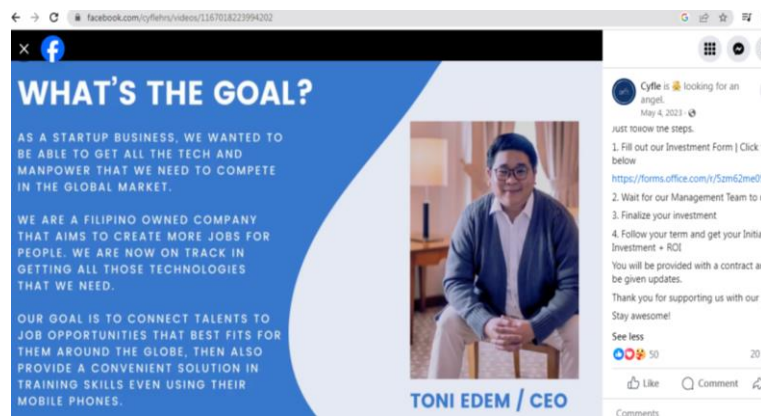 facebook.com/cyflehrs/videos/1167018223994202
WHAT'S THE GOAL?
AS A STARTUP BUSINESS, WE WANTED TO
BE ABLE TO GET ALL THE TECH AND
MANPOWER THAT WE NEED TO COMPETE
IN THE GLOBAL MARKET.
WE ARE A FILIPINO OWNED COMPANY
THAT AIMS TO CREATE MORE JOBS FOR
PEOPLE. WE ARE NOW ON TRACK IN
GETTING ALL THOSE TECHNOLOGIES
THAT WE NEED.
OUR GOAL IS TO CONNECT TALENTS TO
JOB OPPORTUNITIES THAT BEST FITS FOR
THEM AROUND THE GLOBE, THEN ALSO
PROVIDE A CONVENIENT SOLUTION IN
TRAINING SKILLS EVEN USING THEIR
MOBILE PHONES.
TONI EDEM / CEO
Cyfle is looking for an
angel.
May 4, 2023 ·
Just follow the steps.
1. Fill out our Investment Form | Click
below
https://forms.office.com/r/5zm62me0
2. Wait for our Management Team to
3. Finalize your investment
4. Follow your term and get your Initia
Investment + ROI
You will be provided with a contract a
be given updates.
Thank you for supporting us with our
Stay awesome!
See less
50
20
Like
Comment
Comments